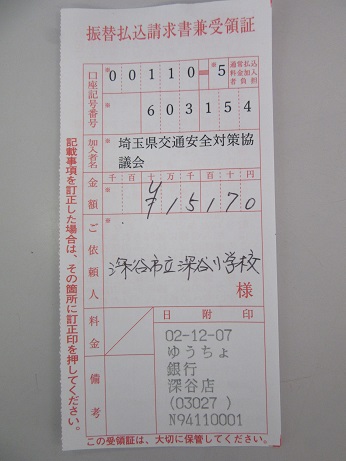 振替払込請求書兼受領証
口座記号番号
※
00110=※5
通常払込料金加入者負担
※
603154
加入者名
※
埼玉県交通安全対策協
議会
金額
千百十万千百十円
※
¥15170
ご依頼人
※
深谷市立深谷小学校
様
料金
日附印
備考
02-12-07
ゆうちょ
銀行
深谷店
(03027 )
N94110001
記載事項を訂正した場合は、その箇所に訂正印を押してください。
この受領証は、大切に保管してください。